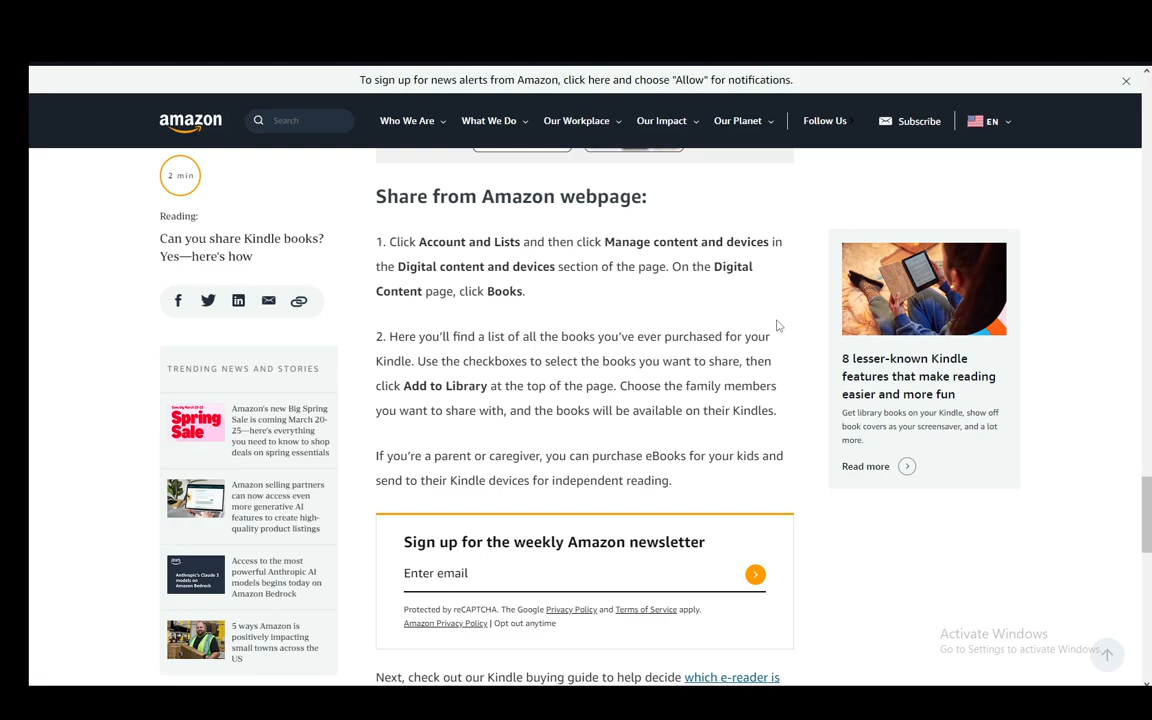 To sign up for news alerts from Amazon, click here and choose "Allow" for notifications.
amazon
Search
Who We Are
What We Do
Our Workplace
Our Impact
Our Planet
Follow Us
Subscribe
EN
2 min
Reading:
Can you share Kindle books?
Yes—here's how
TRENDING NEWS AND STORIES
Spring
Sale
Amazon's new Big Spring
Sale is coming March 20-
25—here's everything
you need to know to shop
deals on spring essentials
Amazon selling partners
can now access even
more generative AI
features to create high-
quality product listings
aws
Anthropic's Claude 3
models on
Amazon Bedrock
Access to the most
powerful Anthropic AI
models begins today on
Amazon Bedrock
5 ways Amazon is
positively impacting
small towns across the
US
Share from Amazon webpage:
1. Click Account and Lists and then click Manage content and devices in
the Digital content and devices section of the page. On the Digital
Content page, click Books.
2. Here you'll find a list of all the books you've ever purchased for your
Kindle. Use the checkboxes to select the books you want to share, then
click Add to Library at the top of the page. Choose the family members
you want to share with, and the books will be available on their Kindles.
If you're a parent or caregiver, you can purchase eBooks for your kids and
send to their Kindle devices for independent reading.
Sign up for the weekly Amazon newsletter
Enter email
Protected by reCAPTCHA. The Google Privacy Policy and Terms of Service apply.
Amazon Privacy Policy | Opt out anytime
Next, check out our Kindle buying guide to help decide which e-reader is
8 lesser-known Kindle
features that make reading
easier and more fun
Get library books on your Kindle, show off
book covers as your screensaver, and a lot
more.
Read more
Activate Windows
Go to Settings to activate Windows.